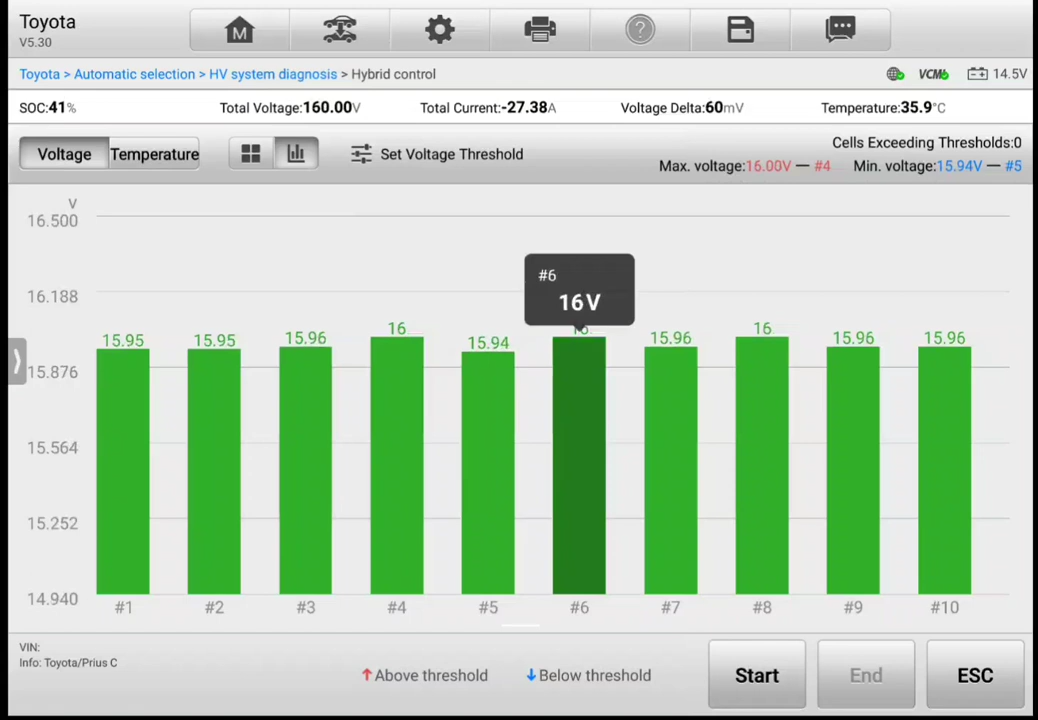 Toyota
V5.30
M
?
Toyota > Automatic selection > HV system diagnosis > Hybrid control
VCMI
14.5V
SOC:41%
Total Voltage:160.00V
Total Current:-27.38A
Voltage Delta:60mV
Temperature:35.9°C
Voltage
Temperature
Set Voltage Threshold
Cells Exceeding Thresholds:0
Max. voltage:16.00V — #4
Min. voltage:15.94V — #5
V
16.500
16.188
15.876
15.564
15.252
14.940
#6
16 V
15.95
15.95
15.96
16
15.94
16
15.96
16
15.96
15.96
#1
#2
#3
#4
#5
#6
#7
#8
#9
#10
VIN:
Info: Toyota/Prius C
↑Above threshold
↓Below threshold
Start
End
ESC